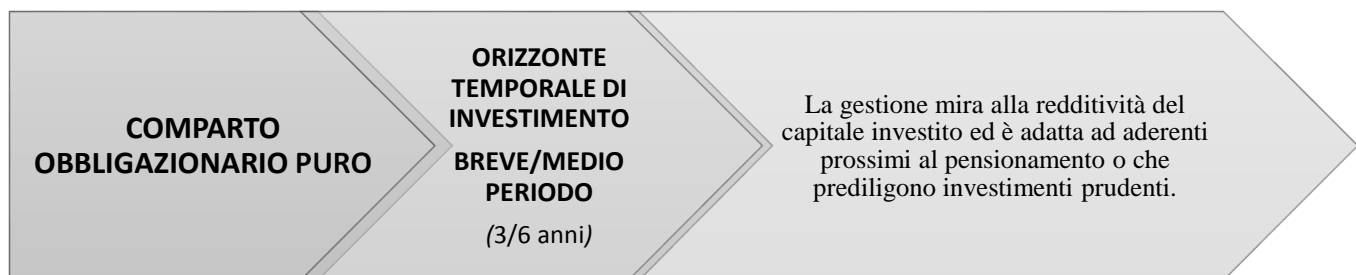 COMPARTO
OBBLIGAZIONARIO PURO
ORIZZONTE
TEMPORALE DI
INVESTIMENTO
BREVE/MEDIO
PERIODO
(3/6 anni)
La gestione mira alla redditività del
capitale investito ed è adatta ad aderenti
prossimi al pensionamento o che
prediligono investimenti prudenti.